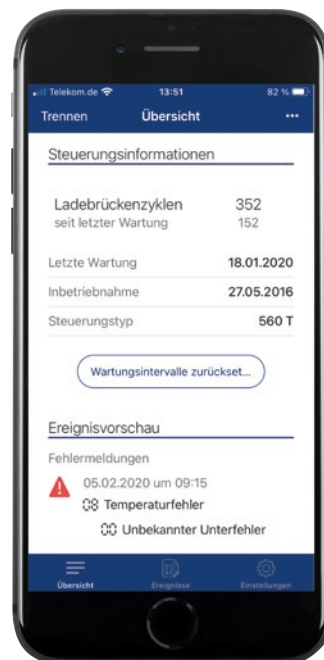 Telekom.de 13:51 82 %
Trennen Übersicht ...
Steuerungsinformationen
Ladebrückenzyklen 352
seit letzter Wartung 152
Letzte Wartung 18.01.2020
Inbetriebnahme 27.05.2016
Steuerungstyp 560 T
Wartungsintervalle zurückset...
Ereignisvorschau
Fehlermeldungen
05.02.2020 um 09:15
08 Temperaturfehler
00 Unbekannter Unterfehler
Übersicht Ereignisse Einstellungen